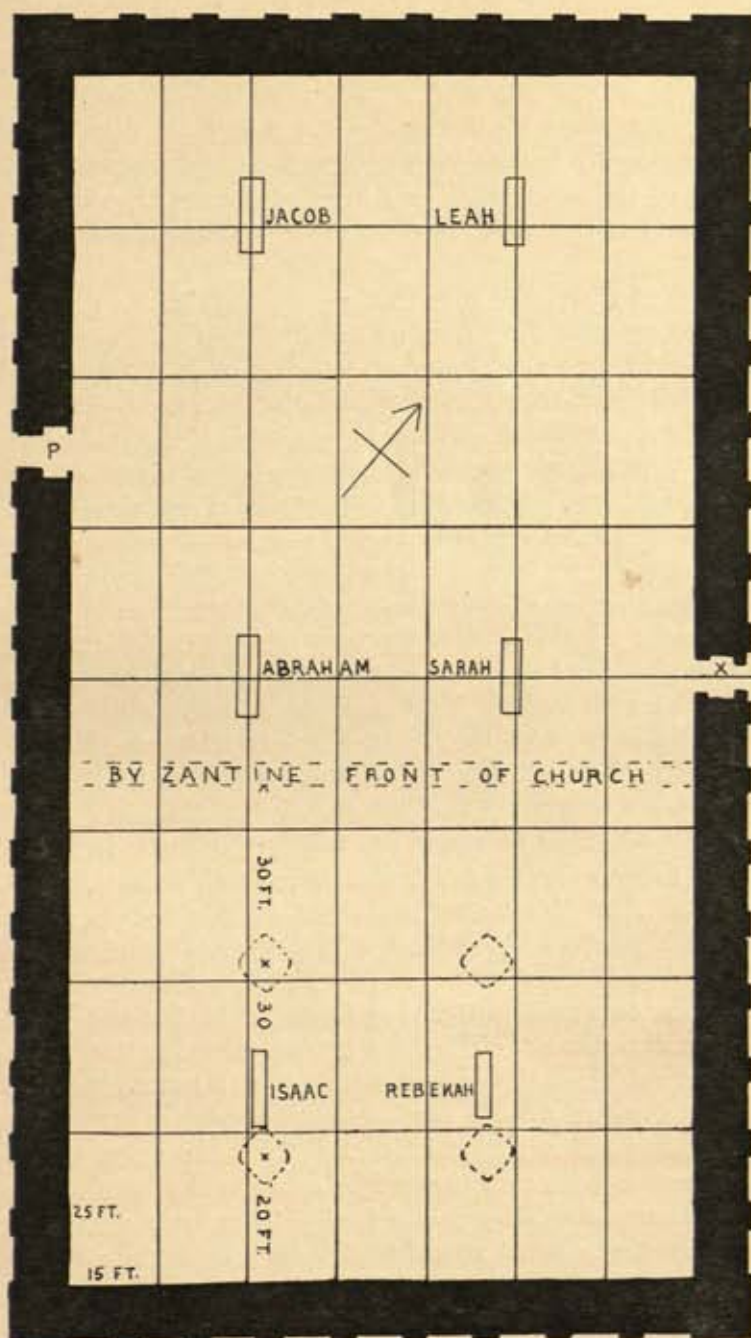 JACOB LEAH
P
ABRAHAM SARAH X
BYZANTINE FRONT OF CHURCH
30 FT.
30
ISAAC REBEKAH
20 FT.
25 FT.
15 FT.